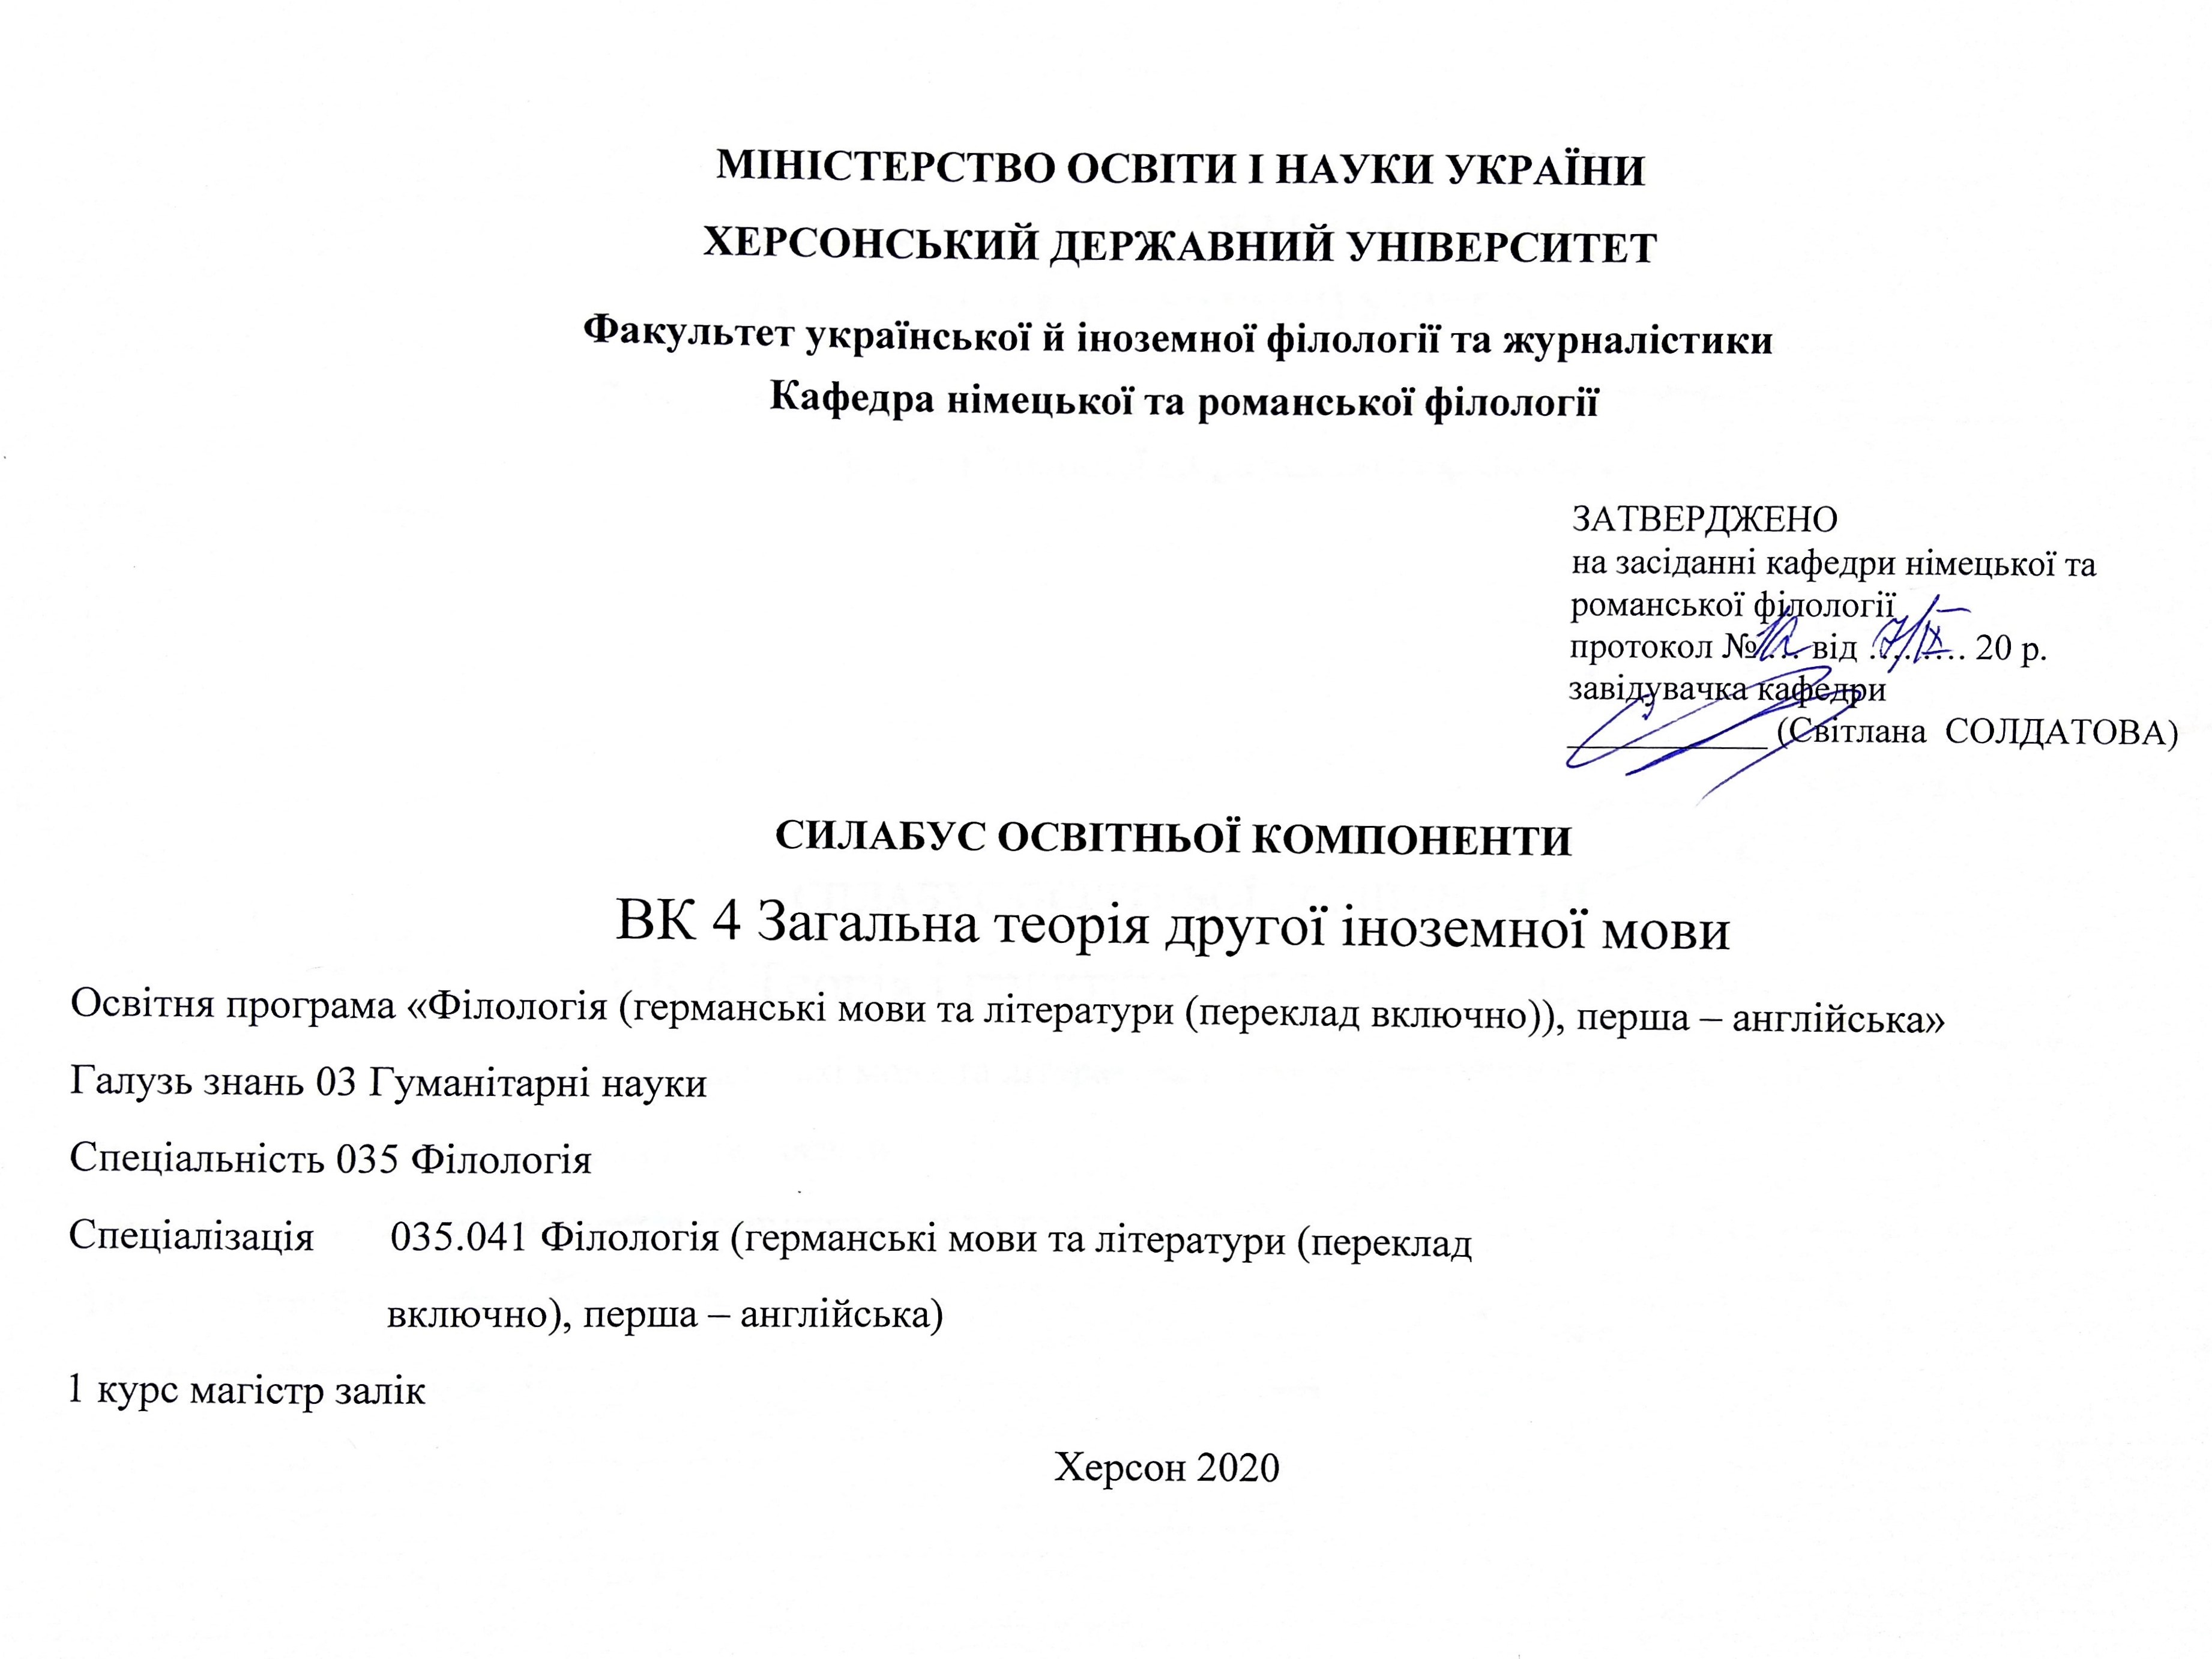 МІНІСТЕРСТВО ОСВІТИ І НАУКИ УКРАЇНИ
ХЕРСОНСЬКИЙ ДЕРЖАВНИЙ УНІВЕРСИТЕТ
Факультет української й іноземної філології та журналістики
Кафедра німецької та романської філології
ЗАТВЕРДЖЕНО
на засіданні кафедри німецької та
романської філології
протокол № від 7/IX 20 р.
завідувачка кафедри
(Світлана СОЛДАТОВА)
СИЛАБУС ОСВІТНЬОЇ КОМПОНЕНТИ
ВК 4 Загальна теорія другої іноземної мови
Освітня програма «Філологія (германські мови та літератури (переклад включно)), перша – англійська»
Галузь знань 03 Гуманітарні науки
Спеціальність 035 Філологія
Спеціалізація 035.041 Філологія (германські мови та літератури (переклад
включно), перша – англійська)
1 курс магістр залік
Херсон 2020